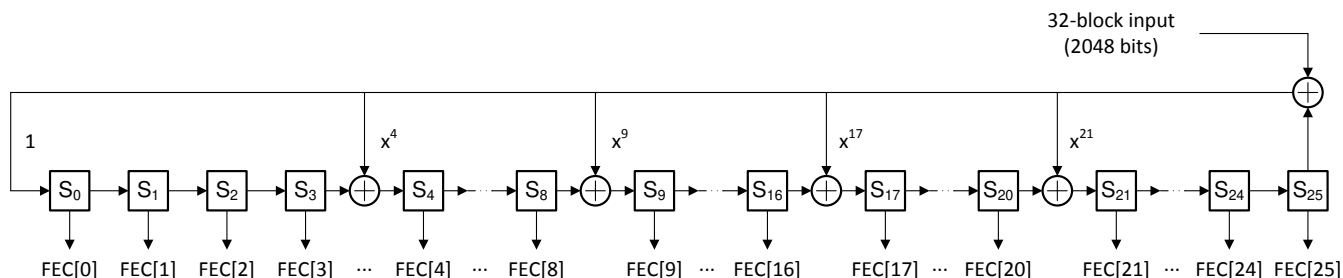 32-block input
(2048 bits)
1 x⁴ x⁹ x¹⁷ x²¹
S₀ S₁ S₂ S₃ S₄ S₈ S₉ S₁₆ S₁₇ S₂₀ S₂₁ S₂₄ S₂₅
FEC[0] FEC[1] FEC[2] FEC[3] ... FEC[4] ... FEC[8] FEC[9] ... FEC[16] FEC[17] ... FEC[20] FEC[21] ... FEC[24] FEC[25]